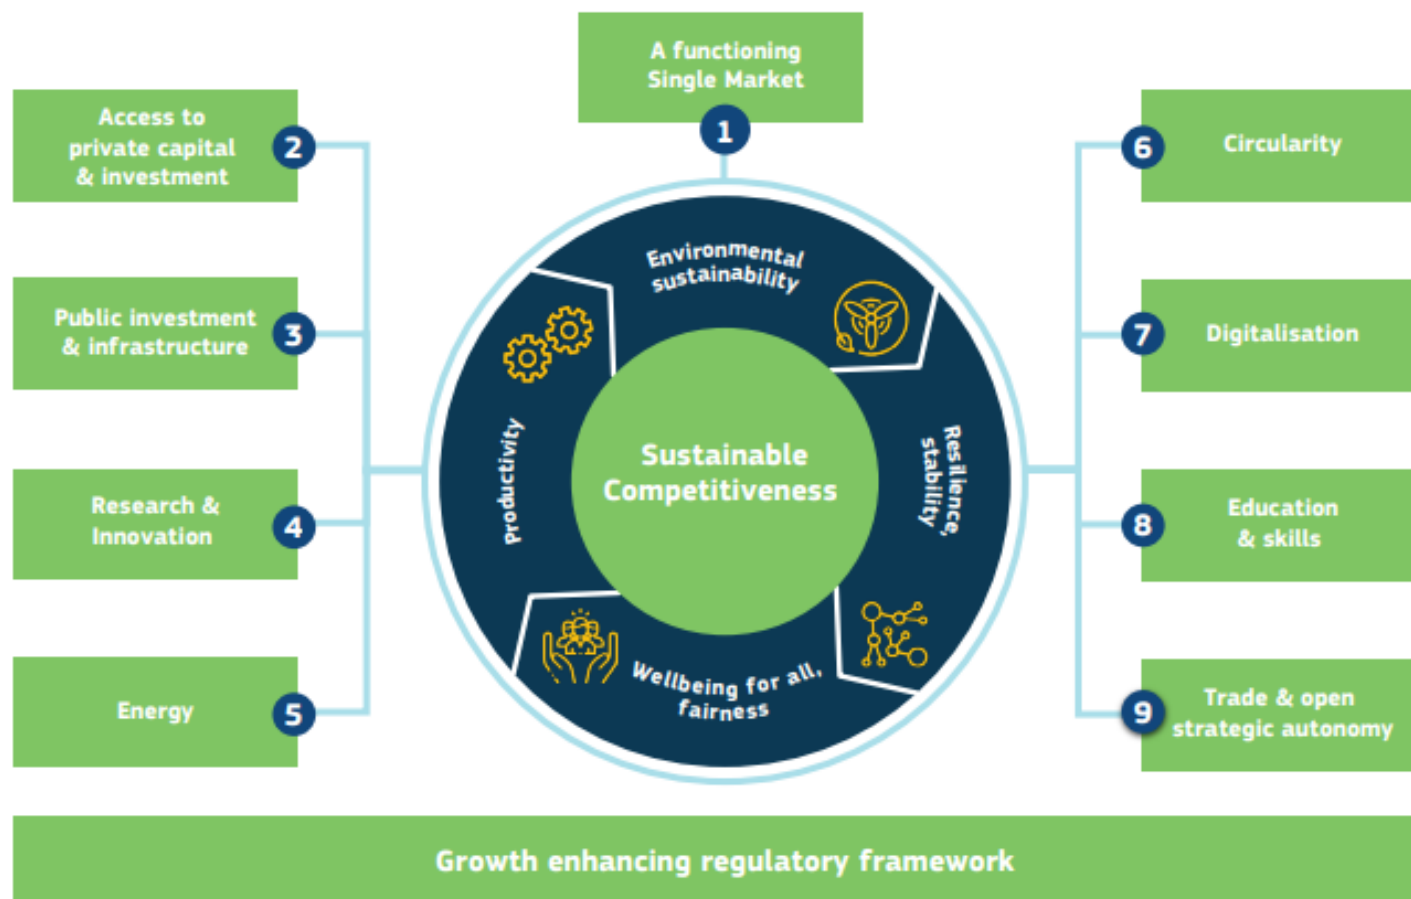 A functioning
Single Market
1
Access to
private capital
& investment
2
Public investment
& infrastructure
3
Research &
Innovation
4
Energy
5
Circularity
6
Digitalisation
7
Education
& skills
8
Trade & open
strategic autonomy
9
Environmental
sustainability
Resilience,
stability
Wellbeing for all,
fairness
productivity
Sustainable
Competitiveness
Growth enhancing regulatory framework